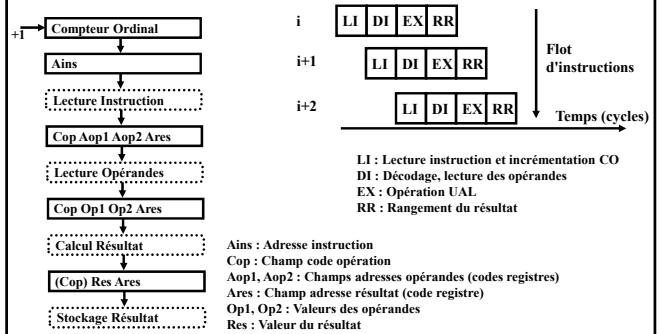 +1
Compteur Ordinal
Ains
Lecture Instruction
Cop Aop1 Aop2 Ares
Lecture Opérandes
Cop Op1 Op2 Ares
Calcul Résultat
(Cop) Res Ares
Stockage Résultat
i LI DI EX RR
i+1 LI DI EX RR
i+2 LI DI EX RR
Flot
d'instructions
Temps (cycles)
LI : Lecture instruction et incrémentation CO
DI : Décodage, lecture des opérandes
EX : Opération UAL
RR : Rangement du résultat
Ains : Adresse instruction
Cop : Champ code opération
Aop1, Aop2 : Champs adresses opérandes (codes registres)
Ares : Champ adresse résultat (code registre)
Op1, Op2 : Valeurs des opérandes
Res : Valeur du résultat